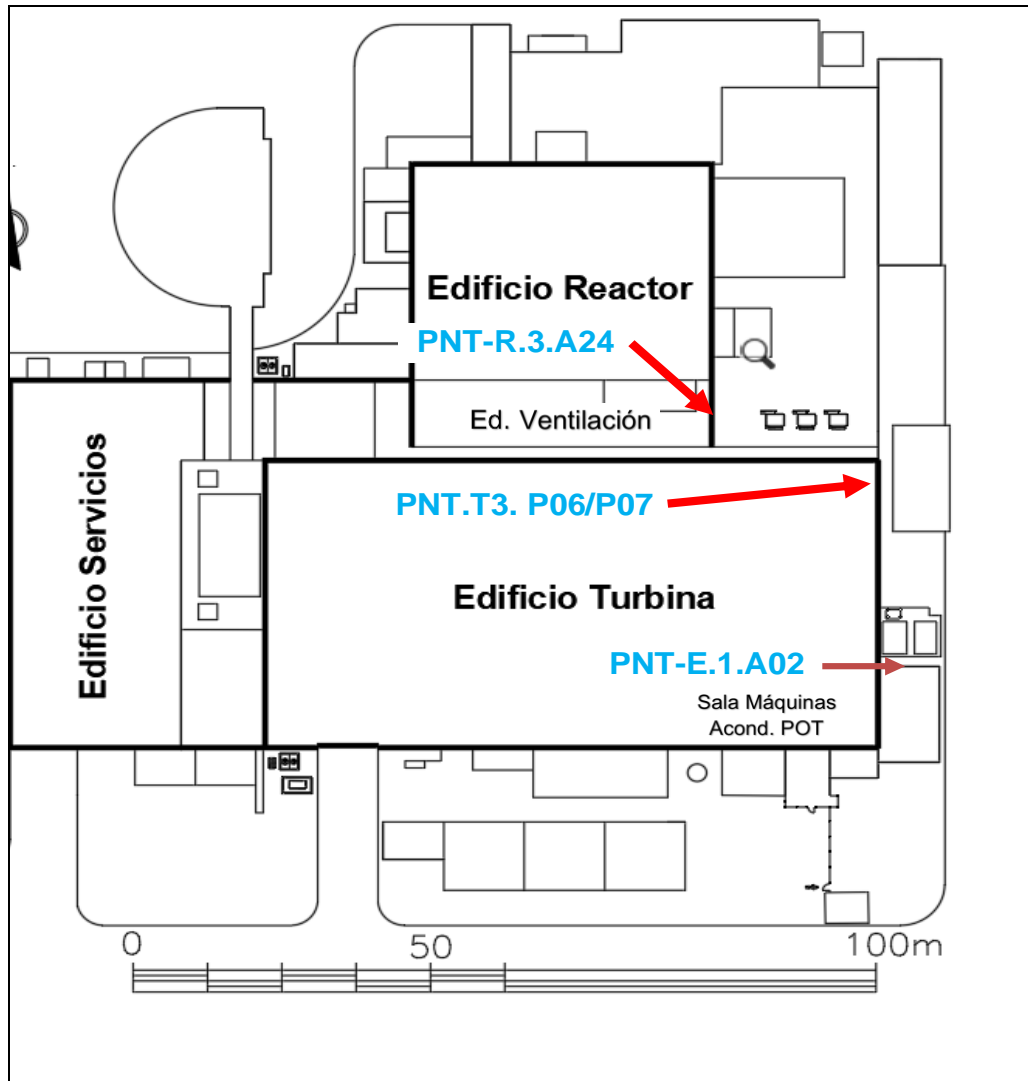 Edificio Reactor
PNT-R.3.A24
Ed. Ventilación
Edificio Servicios
PNT.T3. P06/P07
Edificio Turbina
PNT-E.1.A02
Sala Máquinas
Acond. POT
0
50
100m